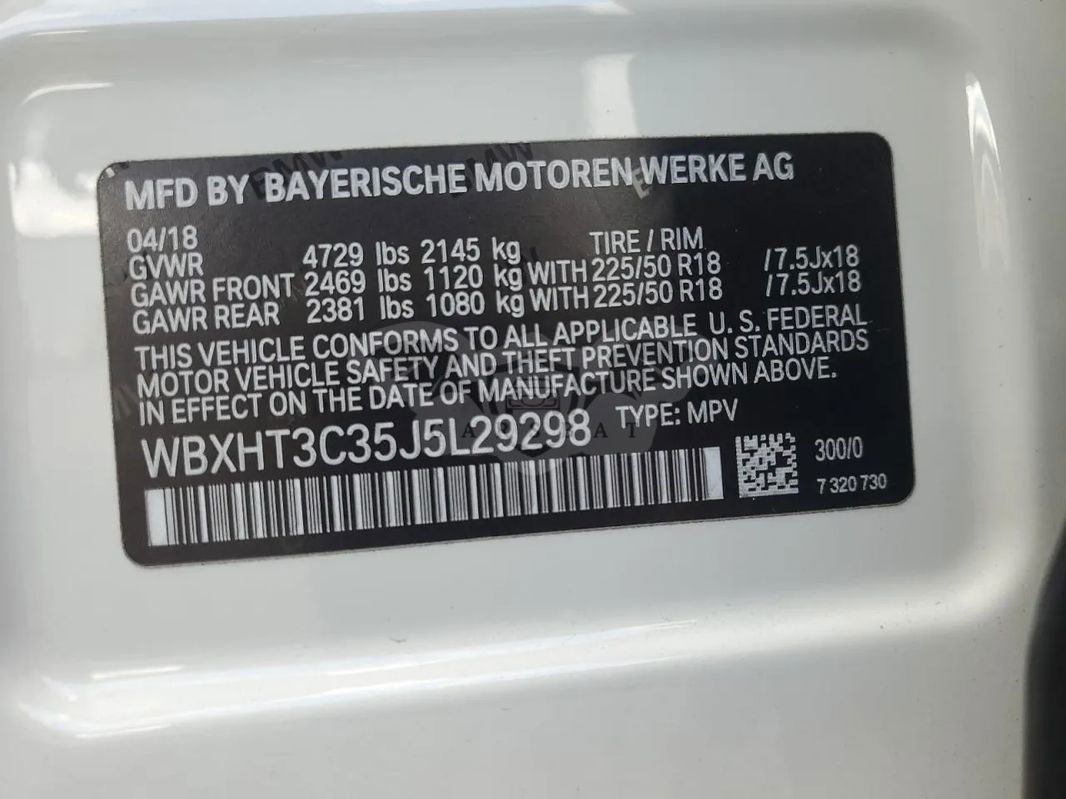 MFD BY BAYERISCHE MOTOREN WERKE AG
04/18 TIRE / RIM
GVWR 4729 lbs 2145 kg
GAWR FRONT 2469 lbs 1120 kg WITH 225/50 R18 /7.5Jx18
GAWR REAR 2381 lbs 1080 kg WITH 225/50 R18 /7.5Jx18
THIS VEHICLE CONFORMS TO ALL APPLICABLE U. S. FEDERAL
MOTOR VEHICLE SAFETY AND THEFT PREVENTION STANDARDS
IN EFFECT ON THE DATE OF MANUFACTURE SHOWN ABOVE.
WBXHT3C35J5L29298 TYPE: MPV
300/0
7 320 730